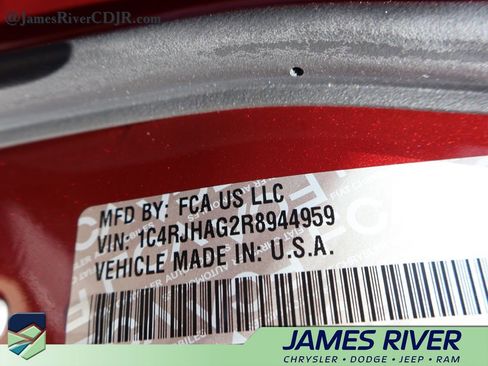 @JamesRiverCDJR.com
MFD BY: FCA US LLC
VIN: 1C4RJHAG2R8944959
VEHICLE MADE IN: U.S.A.
JAMES RIVER
CHRYSLER • DODGE • JEEP • RAM